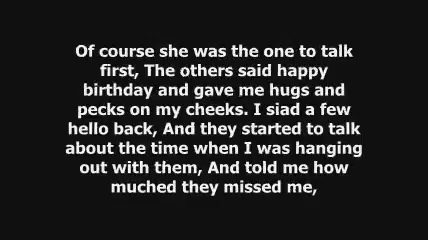 Of course she was the one to talk
first, The others said happy
birthday and gave me hugs and
pecks on my cheeks. I siad a few
hello back, And they started to talk
about the time when I was hanging
out with them, And told me how
muched they missed me,